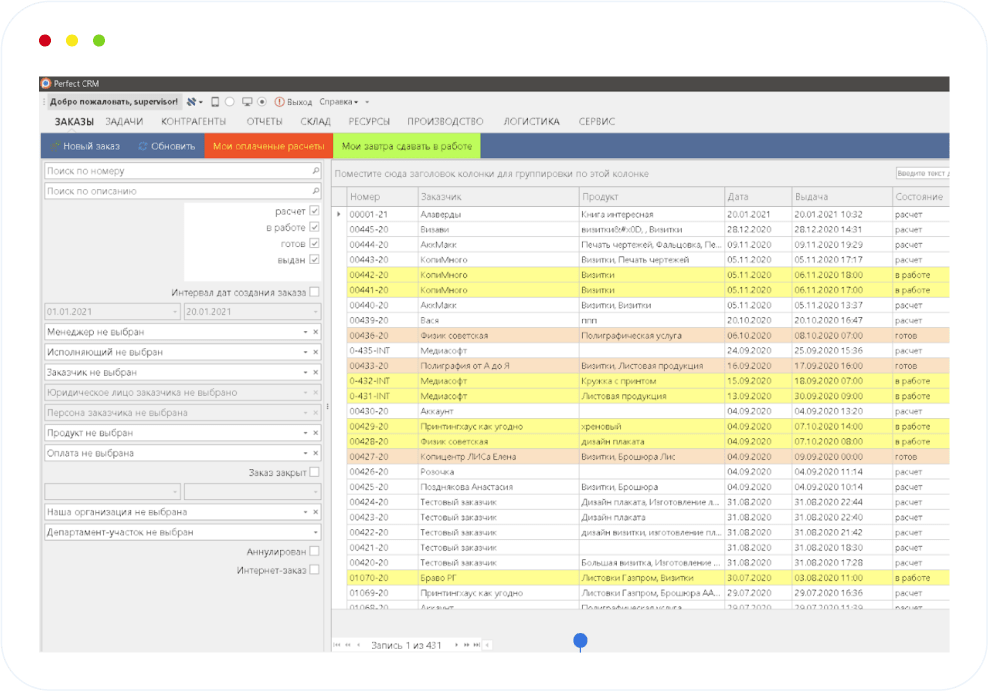 Perfect CRM
Добро пожаловать, supervisor! Выход Справка
ЗАКАЗЫ ЗАДАЧИ КОНТРАГЕНТЫ ОТЧЕТЫ СКЛАД РЕСУРСЫ ПРОИЗВОДСТВО ЛОГИСТИКА СЕРВИС
Новый заказ Обновить Мои оплаченые расчеты Мои завтра сдавать в работе
Поиск по номеру
Поиск по описанию
расчет
в работе
готов
выдан
Интервал дат создания заказа
01.01.2021 20.01.2021
Менеджер не выбран
Исполняющий не выбран
Заказчик не выбран
Юридическое лицо заказчика не выбрано
Персона заказчика не выбрана
Продукт не выбран
Оплата не выбрана
Заказ закрыт
Наша организация не выбрана
Департамент-участок не выбран
Аннулирован
Интернет-заказ
Поместите сюда заголовок колонки для группировки по этой колонке Введите текст д
Номер Заказчик Продукт Дата Выдача Состояние
00001-21 Алаверды Книга интересная 20.01.2021 20.01.2021 10:32 расчет
00445-20 Визави визитки&#x0D, , Визитки 28.12.2020 28.12.2020 14:31 расчет
00444-20 АкхМакк Печать чертежей, Фальцовка, Пе... 09.11.2020 09.11.2020 19:29 расчет
00443-20 КопиМного Визитки, Печать чертежей 05.11.2020 05.11.2020 17:17 расчет
00442-20 КопиМного Визитки 05.11.2020 06.11.2020 18:00 в работе
00441-20 КопиМного Визитки 05.11.2020 06.11.2020 17:00 в работе
00440-20 АкхМакк Визитки, Визитки 05.11.2020 05.11.2020 13:37 расчет
00439-20 Вася ппп 20.10.2020 20.10.2020 16:47 расчет
00436-20 Физик советская Полиграфическая услуга 06.10.2020 08.10.2020 07:00 готов
0-435-INT Медиасофт 24.09.2020 25.09.2020 15:36 расчет
00433-20 Полиграфия от А до Я Визитки, Листовая продукция 16.09.2020 17.09.2020 16:00 готов
0-432-INT Медиасофт Кружка с принтом 15.09.2020 18.09.2020 07:00 в работе
0-431-INT Медиасофт Листовая продукция 13.09.2020 30.09.2020 09:00 в работе
00430-20 Аккаунт 04.09.2020 04.09.2020 13:20 расчет
00429-20 Принтингхаус как угодно хреновый 04.09.2020 07.10.2020 14:00 в работе
00428-20 Физик советская дизайн плаката 04.09.2020 07.10.2020 08:00 в работе
00427-20 Копицентр ЛИСа Елена Визитки, Брошюра Лис 04.09.2020 09.09.2020 00:00 готов
00426-20 Розочка 04.09.2020 04.09.2020 11:14 расчет
00425-20 Позднякова Анастасия Визитки, Брошюра 04.09.2020 04.09.2020 10:14 расчет
00424-20 Тестовый заказчик Дизайн плаката, Изготовление л... 31.08.2020 31.08.2020 22:44 расчет
00423-20 Тестовый заказчик Дизайн плаката 31.08.2020 31.08.2020 22:40 расчет
00422-20 Тестовый заказчик дизайн визитки, изготовление пл... 31.08.2020 31.08.2020 21:42 расчет
00421-20 Тестовый заказчик 31.08.2020 31.08.2020 18:30 расчет
00420-20 Тестовый заказчик Большая визитка, Изготовление ... 31.08.2020 31.08.2020 17:28 расчет
01070-20 Браво РГ Листовки Газпром, Визитки 30.07.2020 03.08.2020 11:00 в работе
01069-20 Принтингхаус как угодно Листовки Газпром, Брошюра АА... 29.07.2020 29.07.2020 16:36 расчет
01068-20 Аккаунт Полиграфическая услуга 29.07.2020 29.07.2020 11:39 расчет
Запись 1 из 431